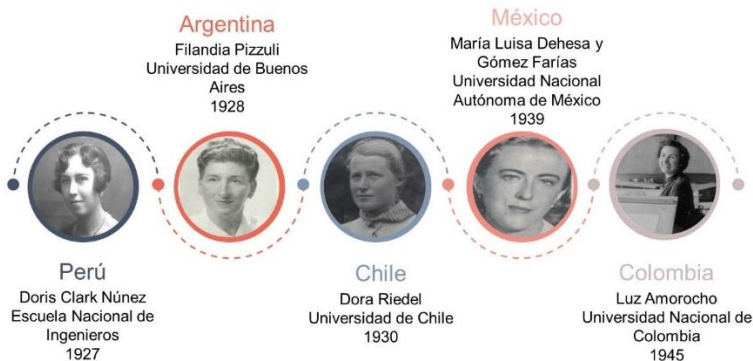 Perú
Doris Clark Núnez
Escuela Nacional de
Ingenieros
1927
Argentina
Filandia Pizzuli
Universidad de Buenos
Aires
1928
Chile
Dora Riedel
Universidad de Chile
1930
México
María Luisa Dehesa y
Gómez Farías
Universidad Nacional
Autónoma de México
1939
Colombia
Luz Amorocho
Universidad Nacional de
Colombia
1945